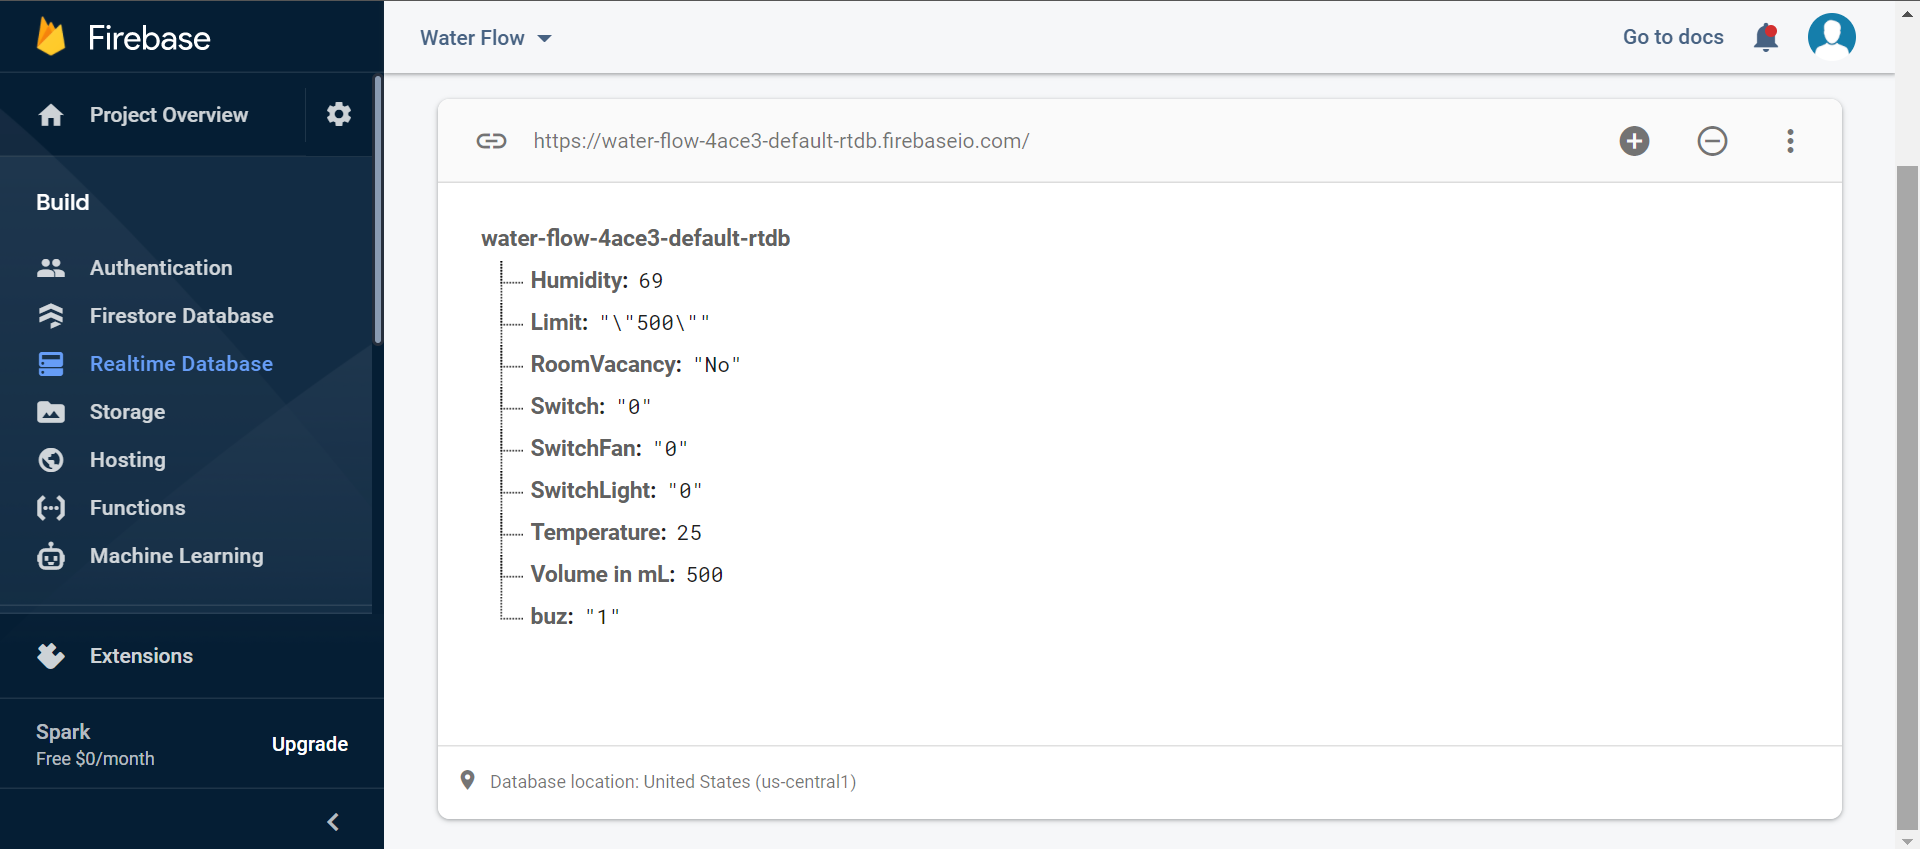 Firebase
Project Overview
Build
Authentication
Firestore Database
Realtime Database
Storage
Hosting
Functions
Machine Learning
Extensions
Spark
Free $0/month
Upgrade
Water Flow
Go to docs
https://water-flow-4ace3-default-rtdb.firebaseio.com/
water-flow-4ace3-default-rtdb
Humidity: 69
Limit: "\"500\""
RoomVacancy: "No"
Switch: "0"
SwitchFan: "0"
SwitchLight: "0"
Temperature: 25
Volume in mL: 500
buz: "1"
Database location: United States (us-central1)